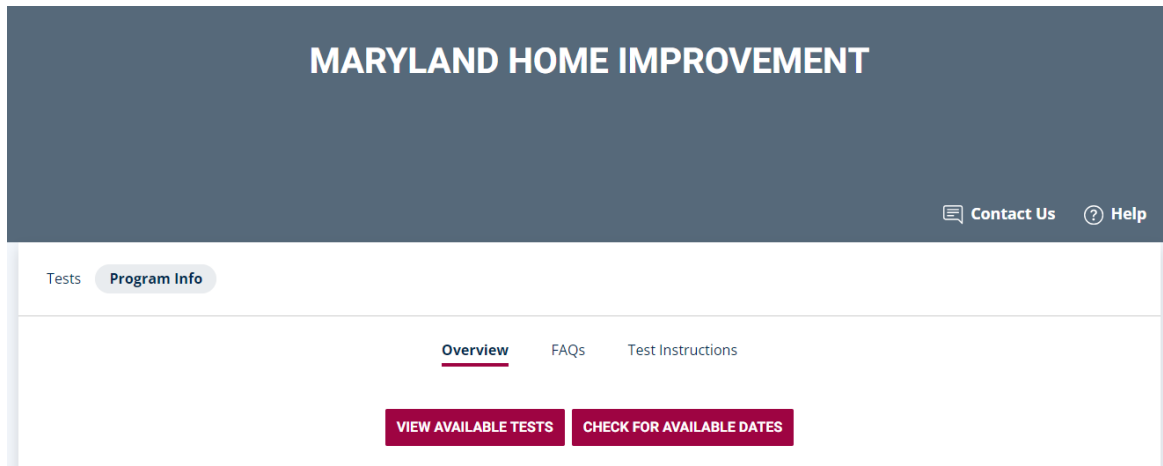 MARYLAND HOME IMPROVEMENT
Contact Us Help
Tests Program Info
Overview FAQs Test Instructions
VIEW AVAILABLE TESTS CHECK FOR AVAILABLE DATES